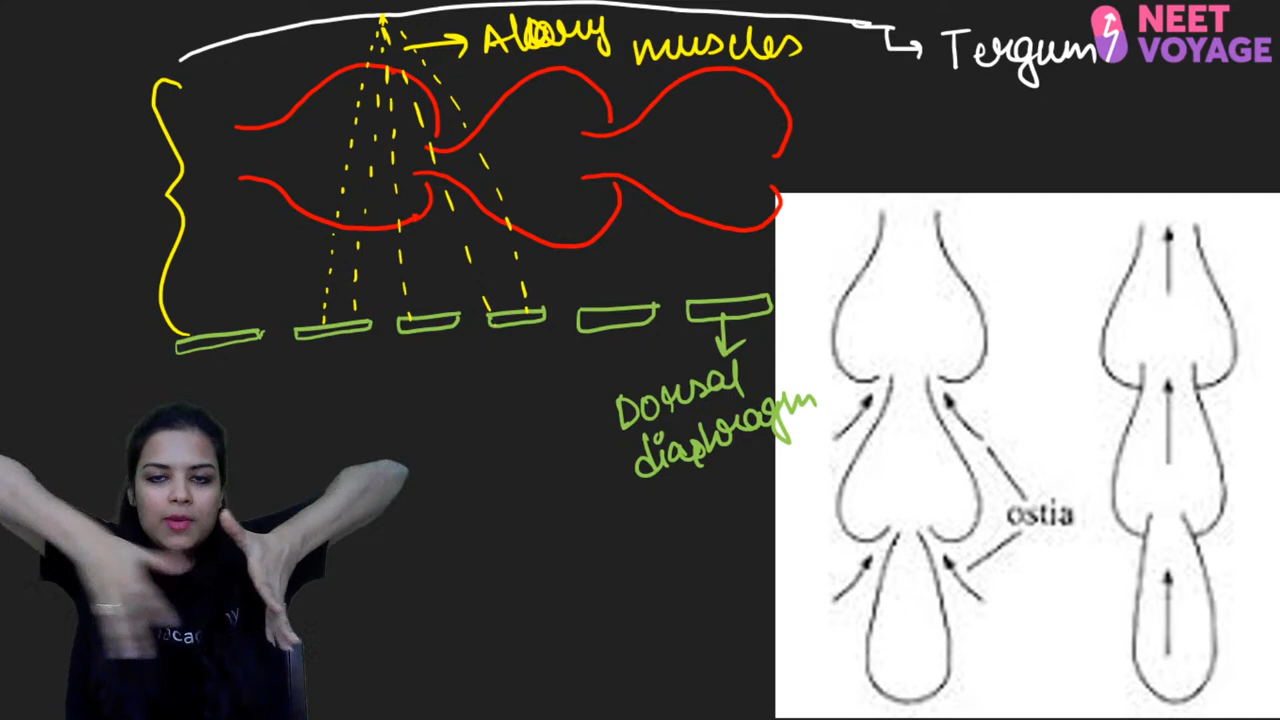 Alary muscles
Tergum
NEET
VOYAGE
Dorsal
diaphragm
ostia